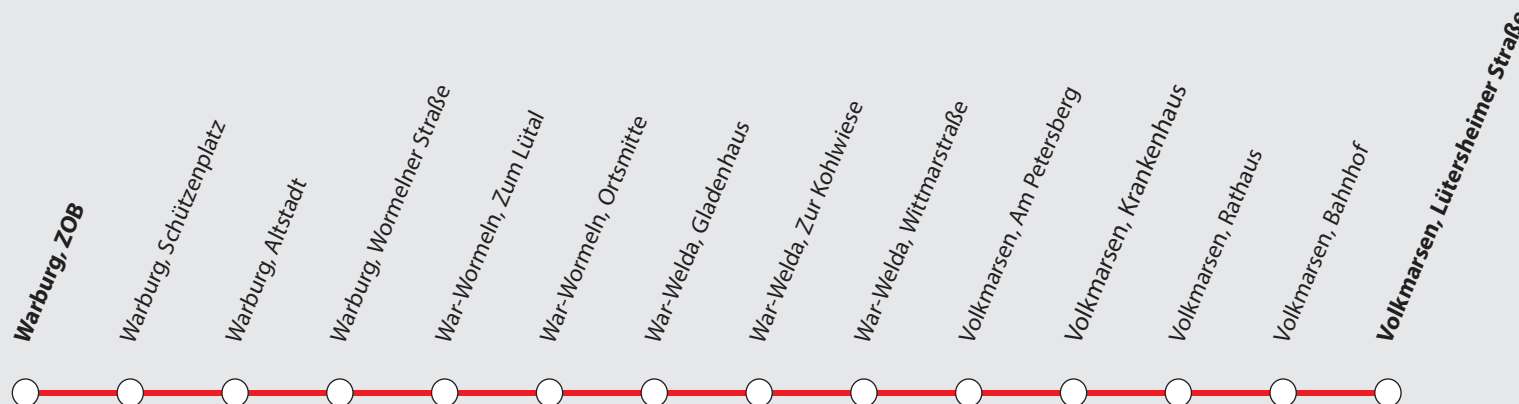 Warburg, ZOB
Warburg, Schützenplatz
Warburg, Altstadt
Warburg, Wormelner Straße
War-Wormeln, Zum Lütal
War-Wormeln, Ortsmitte
War-Welda, Gladenhaus
War-Welda, Zur Kohlwiese
War-Welda, Wittmarstraße
Volkmarsen, Am Petersberg
Volkmarsen, Krankenhaus
Volkmarsen, Rathaus
Volkmarsen, Bahnhof
Volkmarsen, Lütersheimer Straße